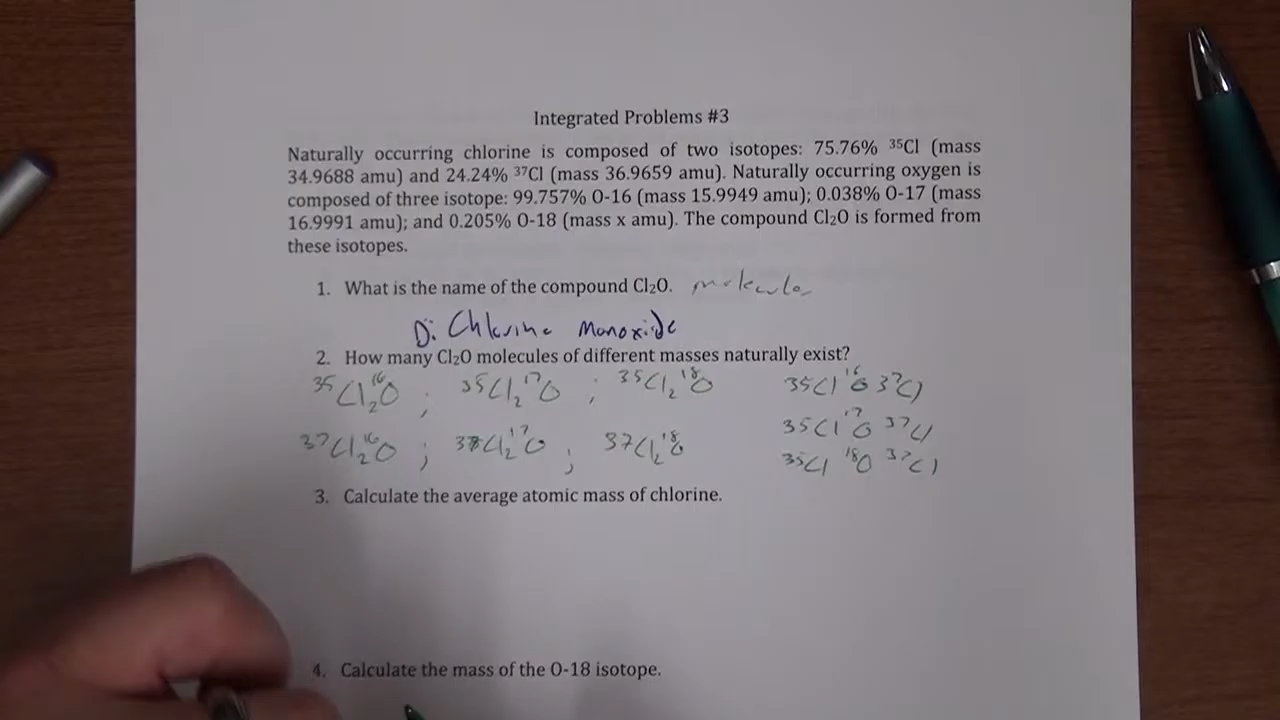 Integrated Problems #3
Naturally occurring chlorine is composed of two isotopes: 75.76% ³⁵Cl (mass
34.9688 amu) and 24.24% ³⁷Cl (mass 36.9659 amu). Naturally occurring oxygen is
composed of three isotope: 99.757% O-16 (mass 15.9949 amu); 0.038% O-17 (mass
16.9991 amu); and 0.205% O-18 (mass x amu). The compound Cl₂O is formed from
these isotopes.
1. What is the name of the compound Cl₂O. molecular
Di Chlorine Monoxide
2. How many Cl₂O molecules of different masses naturally exist?
³⁵Cl₂¹⁶O ; ³⁵Cl₂¹⁷O ; ³⁵Cl₂¹⁸O ³⁵Cl¹⁶O³⁷Cl
³⁵Cl¹⁷O³⁷Cl
³⁷Cl₂¹⁶O ; ³⁷Cl₂¹⁷O ; ³⁷Cl₂¹⁸O
³⁵Cl¹⁸O³⁷Cl
3. Calculate the average atomic mass of chlorine.
4. Calculate the mass of the O-18 isotope.